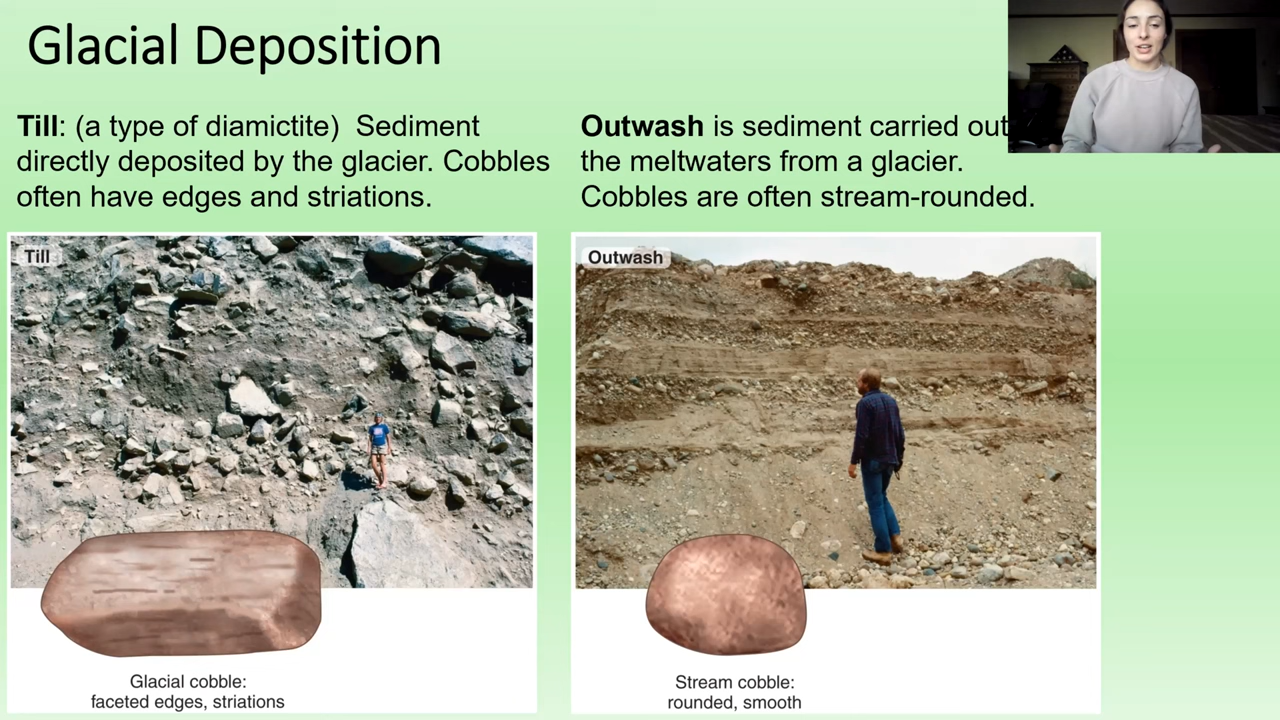 Glacial Deposition
Till: (a type of diamictite)  Sediment
directly deposited by the glacier. Cobbles
often have edges and striations.
Outwash is sediment carried out
the meltwaters from a glacier.
Cobbles are often stream-rounded.
Till
Outwash
Glacial cobble:
faceted edges, striations
Stream cobble:
rounded, smooth